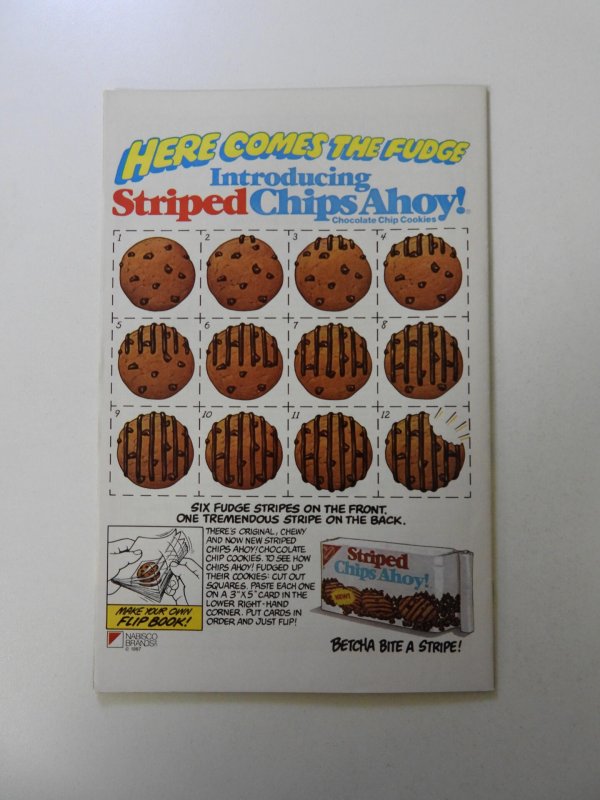 HERE COMES THE FUDGE
Introducing
Striped Chips Ahoy!
Chocolate Chip Cookies
1 2 3 4
5 6 7 8
9 10 11 12
SIX FUDGE STRIPES ON THE FRONT.
ONE TREMENDOUS STRIPE ON THE BACK.
THERE'S ORIGINAL, CHEWY
AND NOW NEW STRIPED
CHIPS AHOY! CHOCOLATE
CHIP COOKIES. TO SEE HOW
CHIPS AHOY! FUDGED UP
THEIR COOKIES: CUT OUT
SQUARES. PASTE EACH ONE
ON A 3"X5" CARD IN THE
LOWER RIGHT-HAND
CORNER. PUT CARDS IN
ORDER AND JUST FLIP!
MAKE YOUR OWN
FLIP BOOK!
Striped
Chips Ahoy!
NEW!
NABISCO
BRANDS
© 1987
BETCHA BITE A STRIPE!